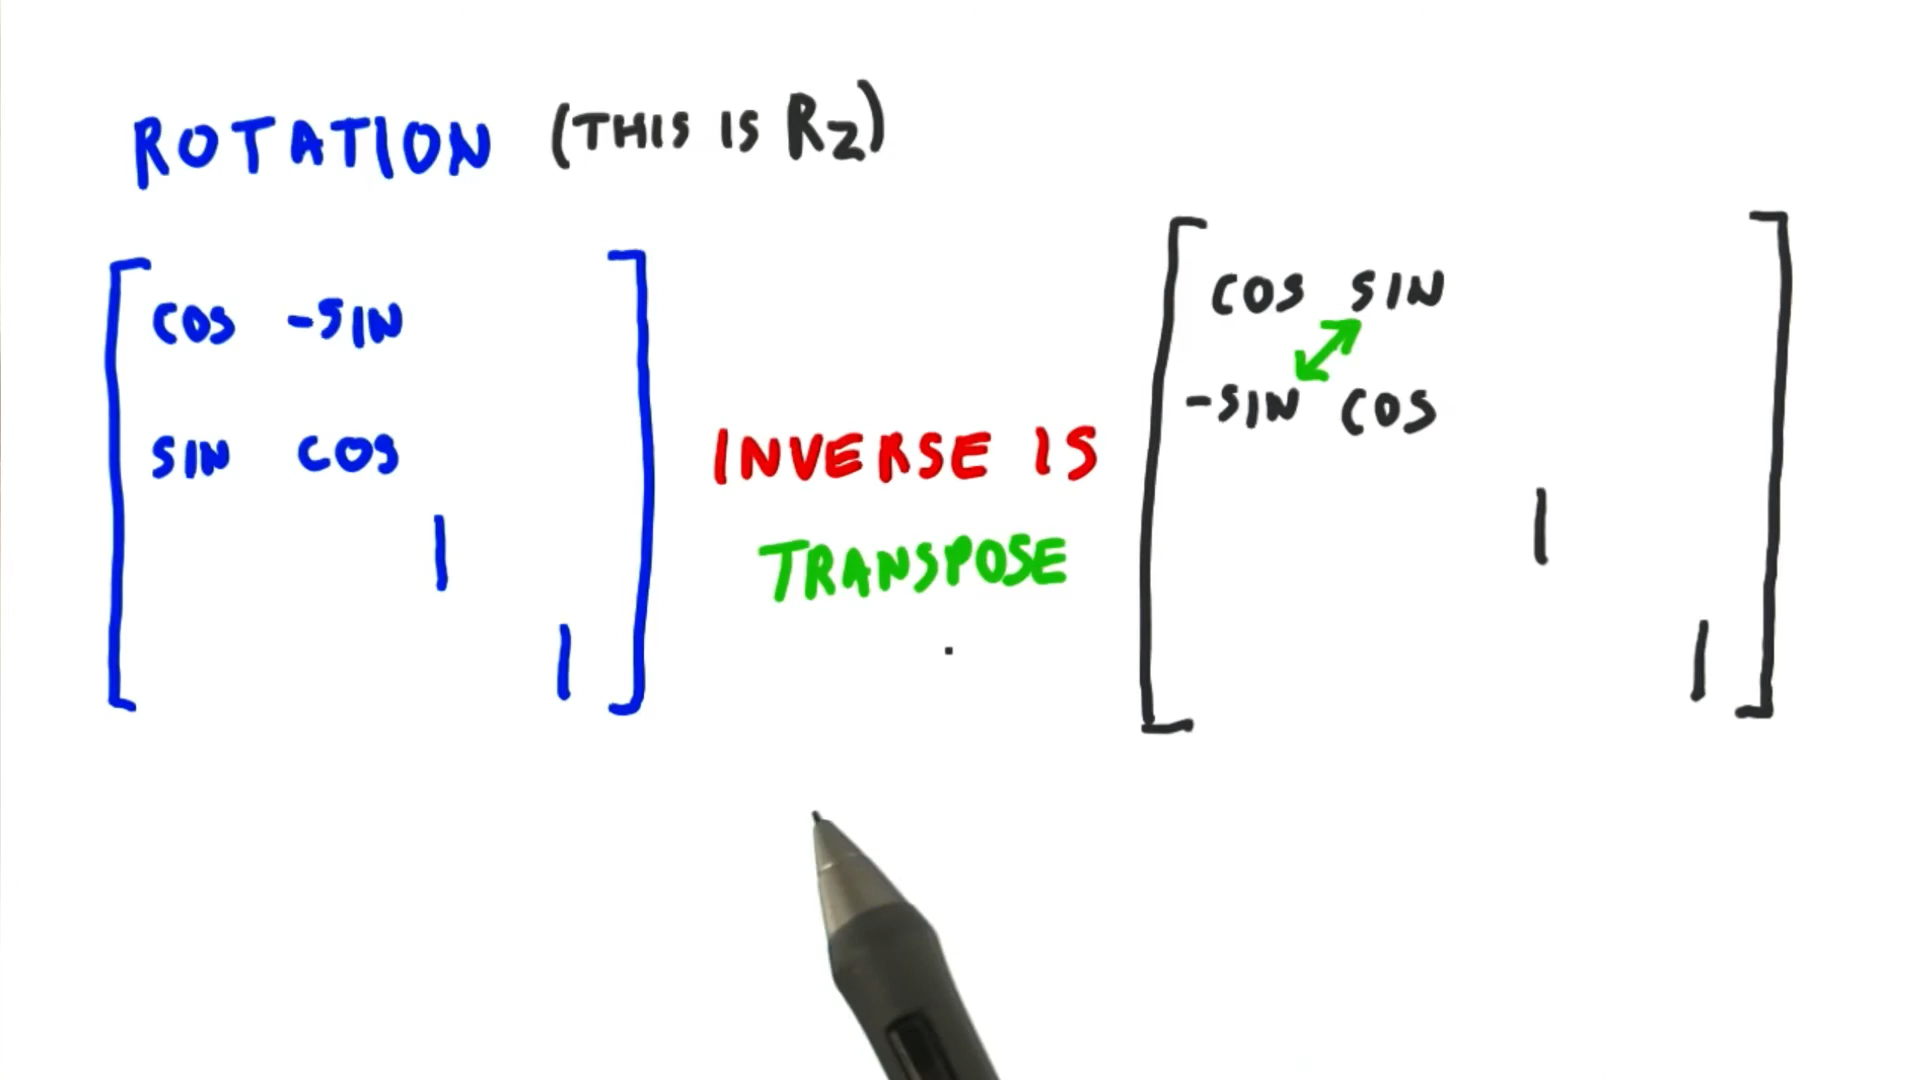 ROTATION (THIS IS RZ)
COS -SIN
SIN COS
1
1
INVERSE IS
TRANSPOSE
COS SIN
-SIN COS
1
1